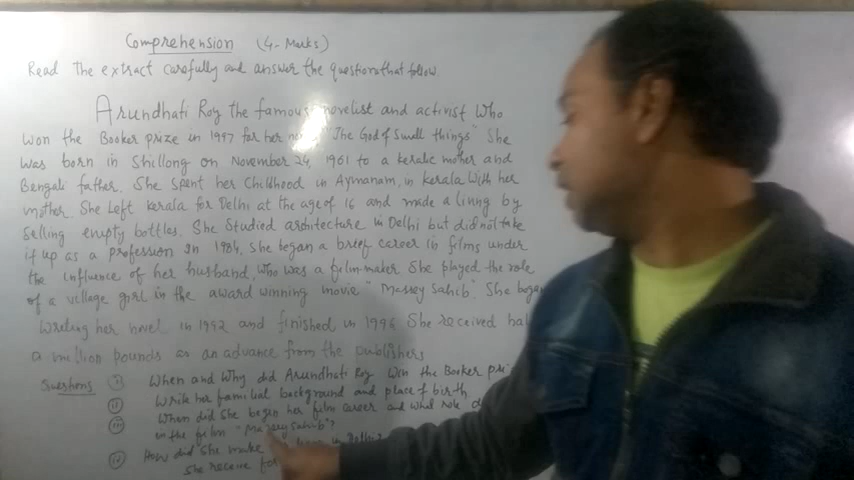 Comprehension (4-Marks)
Read The extract carefully and answer the questions that follow.
Arundhati Roy the famous novelist and activist Who
won the Booker prize in 1997 for her "The God of Small things" She
was born in Shillong on November 24, 1961 to a keralic mother and
Bengali father. She spent her Childhood in Aymanam, in Kerala with her
mother. She Left Kerala for Delhi at the age of 16 and made a living by
Selling empty bottles. She Studied architecture in Delhi but did not take
it up as a profession In 1984. She began a brief career in films under
the influence of her husband, Who was a film-maker. She played the role
of a village girl in the award winning movie "Massey Sahib". She began
Writing her novel in 1992 and finished in 1996 She received
a million pounds as an advance from the publishers
Questions (i) When and Why did Arundhati Roy Win the Booker
(ii) Write her familial background and place of birth
(iii) When did She begin her film career and what role
in the film "Massey Sahib"?
(iv) How did She make in Delhi
She receive for